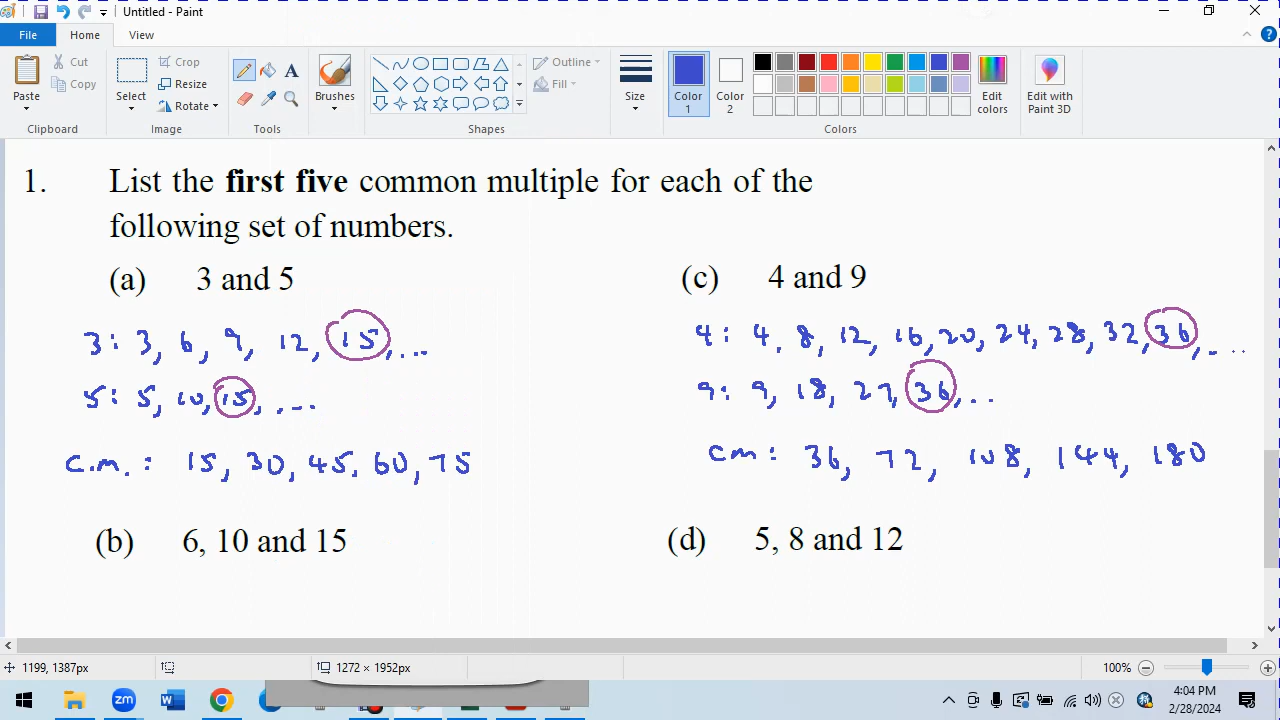 Untitled - Paint
File Home View
Paste
Cut
Copy
Clipboard
Select
Crop
Resize
Rotate
Image
Tools
Brushes
Outline
Fill
Shapes
Size
Color 1
Color 2
Edit colors
Colors
Edit with Paint 3D
1. List the first five common multiple for each of the
following set of numbers.
(a) 3 and 5
3: 3, 6, 9, 12, 15, ...
5: 5, 10, 15, ...
C.M. : 15, 30, 45, 60, 75
(b) 6, 10 and 15
(c) 4 and 9
4: 4, 8, 12, 16, 20, 24, 28, 32, 36, ...
9: 9, 18, 27, 36, ...
CM: 36, 72, 108, 144, 180
(d) 5, 8 and 12
1199, 1387px
1272 × 1952px
100%
zm
W
4:04 PM
2/28/2024